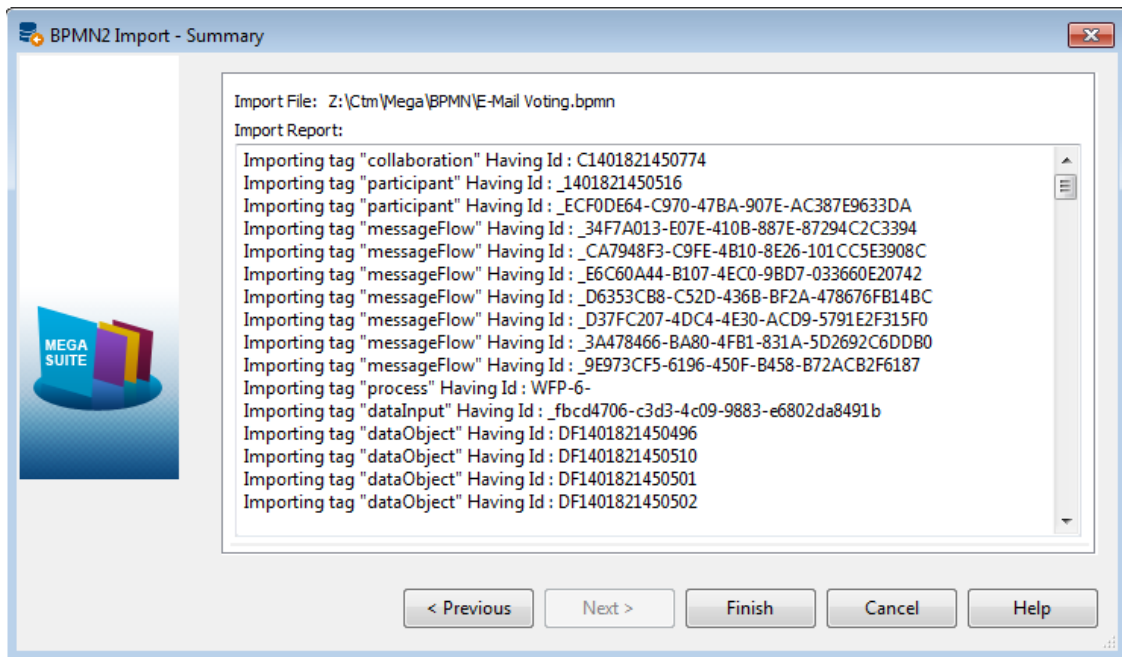 BPMN2 Import - Summary
Import File: Z:\Ctm\Mega\BPMN\E-Mail Voting.bpmn
Import Report:
Importing tag "collaboration" Having Id : C1401821450774
Importing tag "participant" Having Id : _1401821450516
Importing tag "participant" Having Id : _ECF0DE64-C970-47BA-907E-AC387E9633DA
Importing tag "messageFlow" Having Id : _34F7A013-E07E-410B-887E-87294C2C3394
Importing tag "messageFlow" Having Id : _CA7948F3-C9FE-4B10-8E26-101CC5E3908C
Importing tag "messageFlow" Having Id : _E6C60A44-B107-4EC0-9BD7-033660E20742
Importing tag "messageFlow" Having Id : _D6353CB8-C52D-436B-BF2A-478676FB14BC
Importing tag "messageFlow" Having Id : _D37FC207-4DC4-4E30-ACD9-5791E2F315F0
Importing tag "messageFlow" Having Id : _3A478466-BA80-4FB1-831A-5D2692C6DDB0
Importing tag "messageFlow" Having Id : _9E973CF5-6196-450F-B458-B72ACB2F6187
Importing tag "process" Having Id : WFP-6-
Importing tag "dataInput" Having Id : _fbcd4706-c3d3-4c09-9883-e6802da8491b
Importing tag "dataObject" Having Id : DF1401821450496
Importing tag "dataObject" Having Id : DF1401821450510
Importing tag "dataObject" Having Id : DF1401821450501
Importing tag "dataObject" Having Id : DF1401821450502
MEGA
SUITE
< Previous
Next >
Finish
Cancel
Help